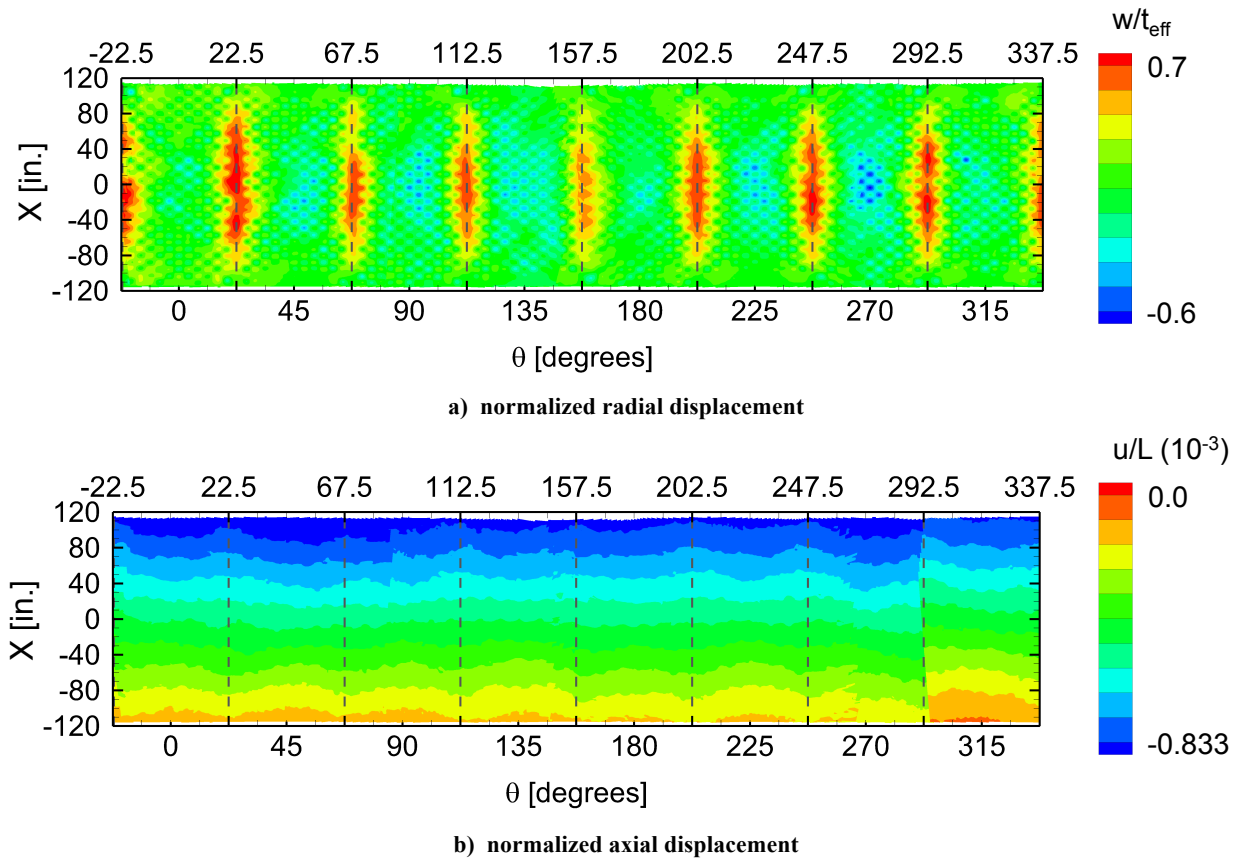 w/t_eff
-22.5 22.5 67.5 112.5 157.5 202.5 247.5 292.5 337.5
120 0.7
80
40
X [in.] 0
-40
-80
-120 -0.6
0 45 90 135 180 225 270 315
θ [degrees]
a) normalized radial displacement
u/L (10^-3)
-22.5 22.5 67.5 112.5 157.5 202.5 247.5 292.5 337.5
120 0.0
80
40
X [in.] 0
-40
-80
-120 -0.833
0 45 90 135 180 225 270 315
θ [degrees]
b) normalized axial displacement